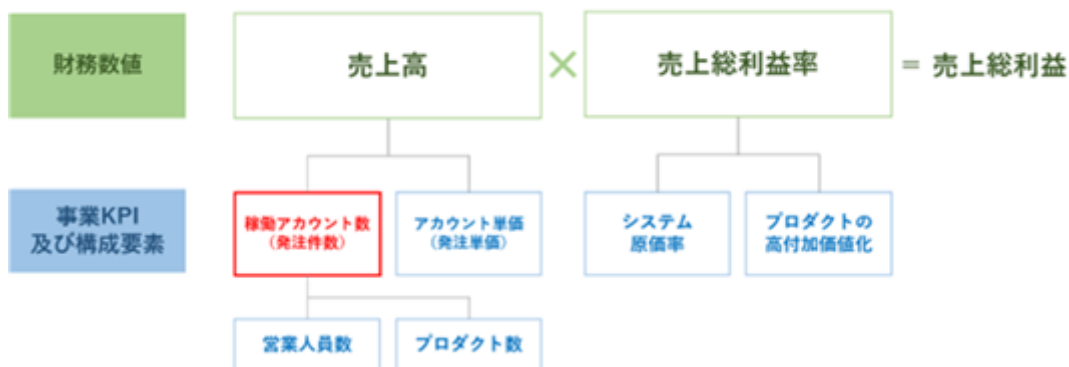 財務数値
売上高
×
売上総利益率
= 売上総利益
事業KPI
及び構成要素
稼働アカウント数
(発注件数)
アカウント単価
(発注単価)
システム
原価率
プロダクトの
高付加価値化
営業人員数
プロダクト数